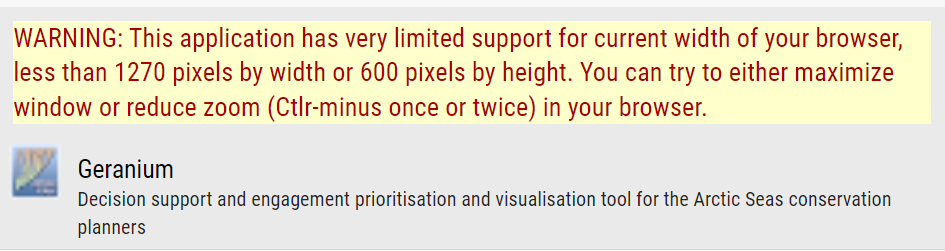 WARNING: This application has very limited support for current width of your browser,
less than 1270 pixels by width or 600 pixels by height. You can try to either maximize
window or reduce zoom (Ctlr-minus once or twice) in your browser.
Geranium
Decision support and engagement prioritisation and visualisation tool for the Arctic Seas conservation
planners